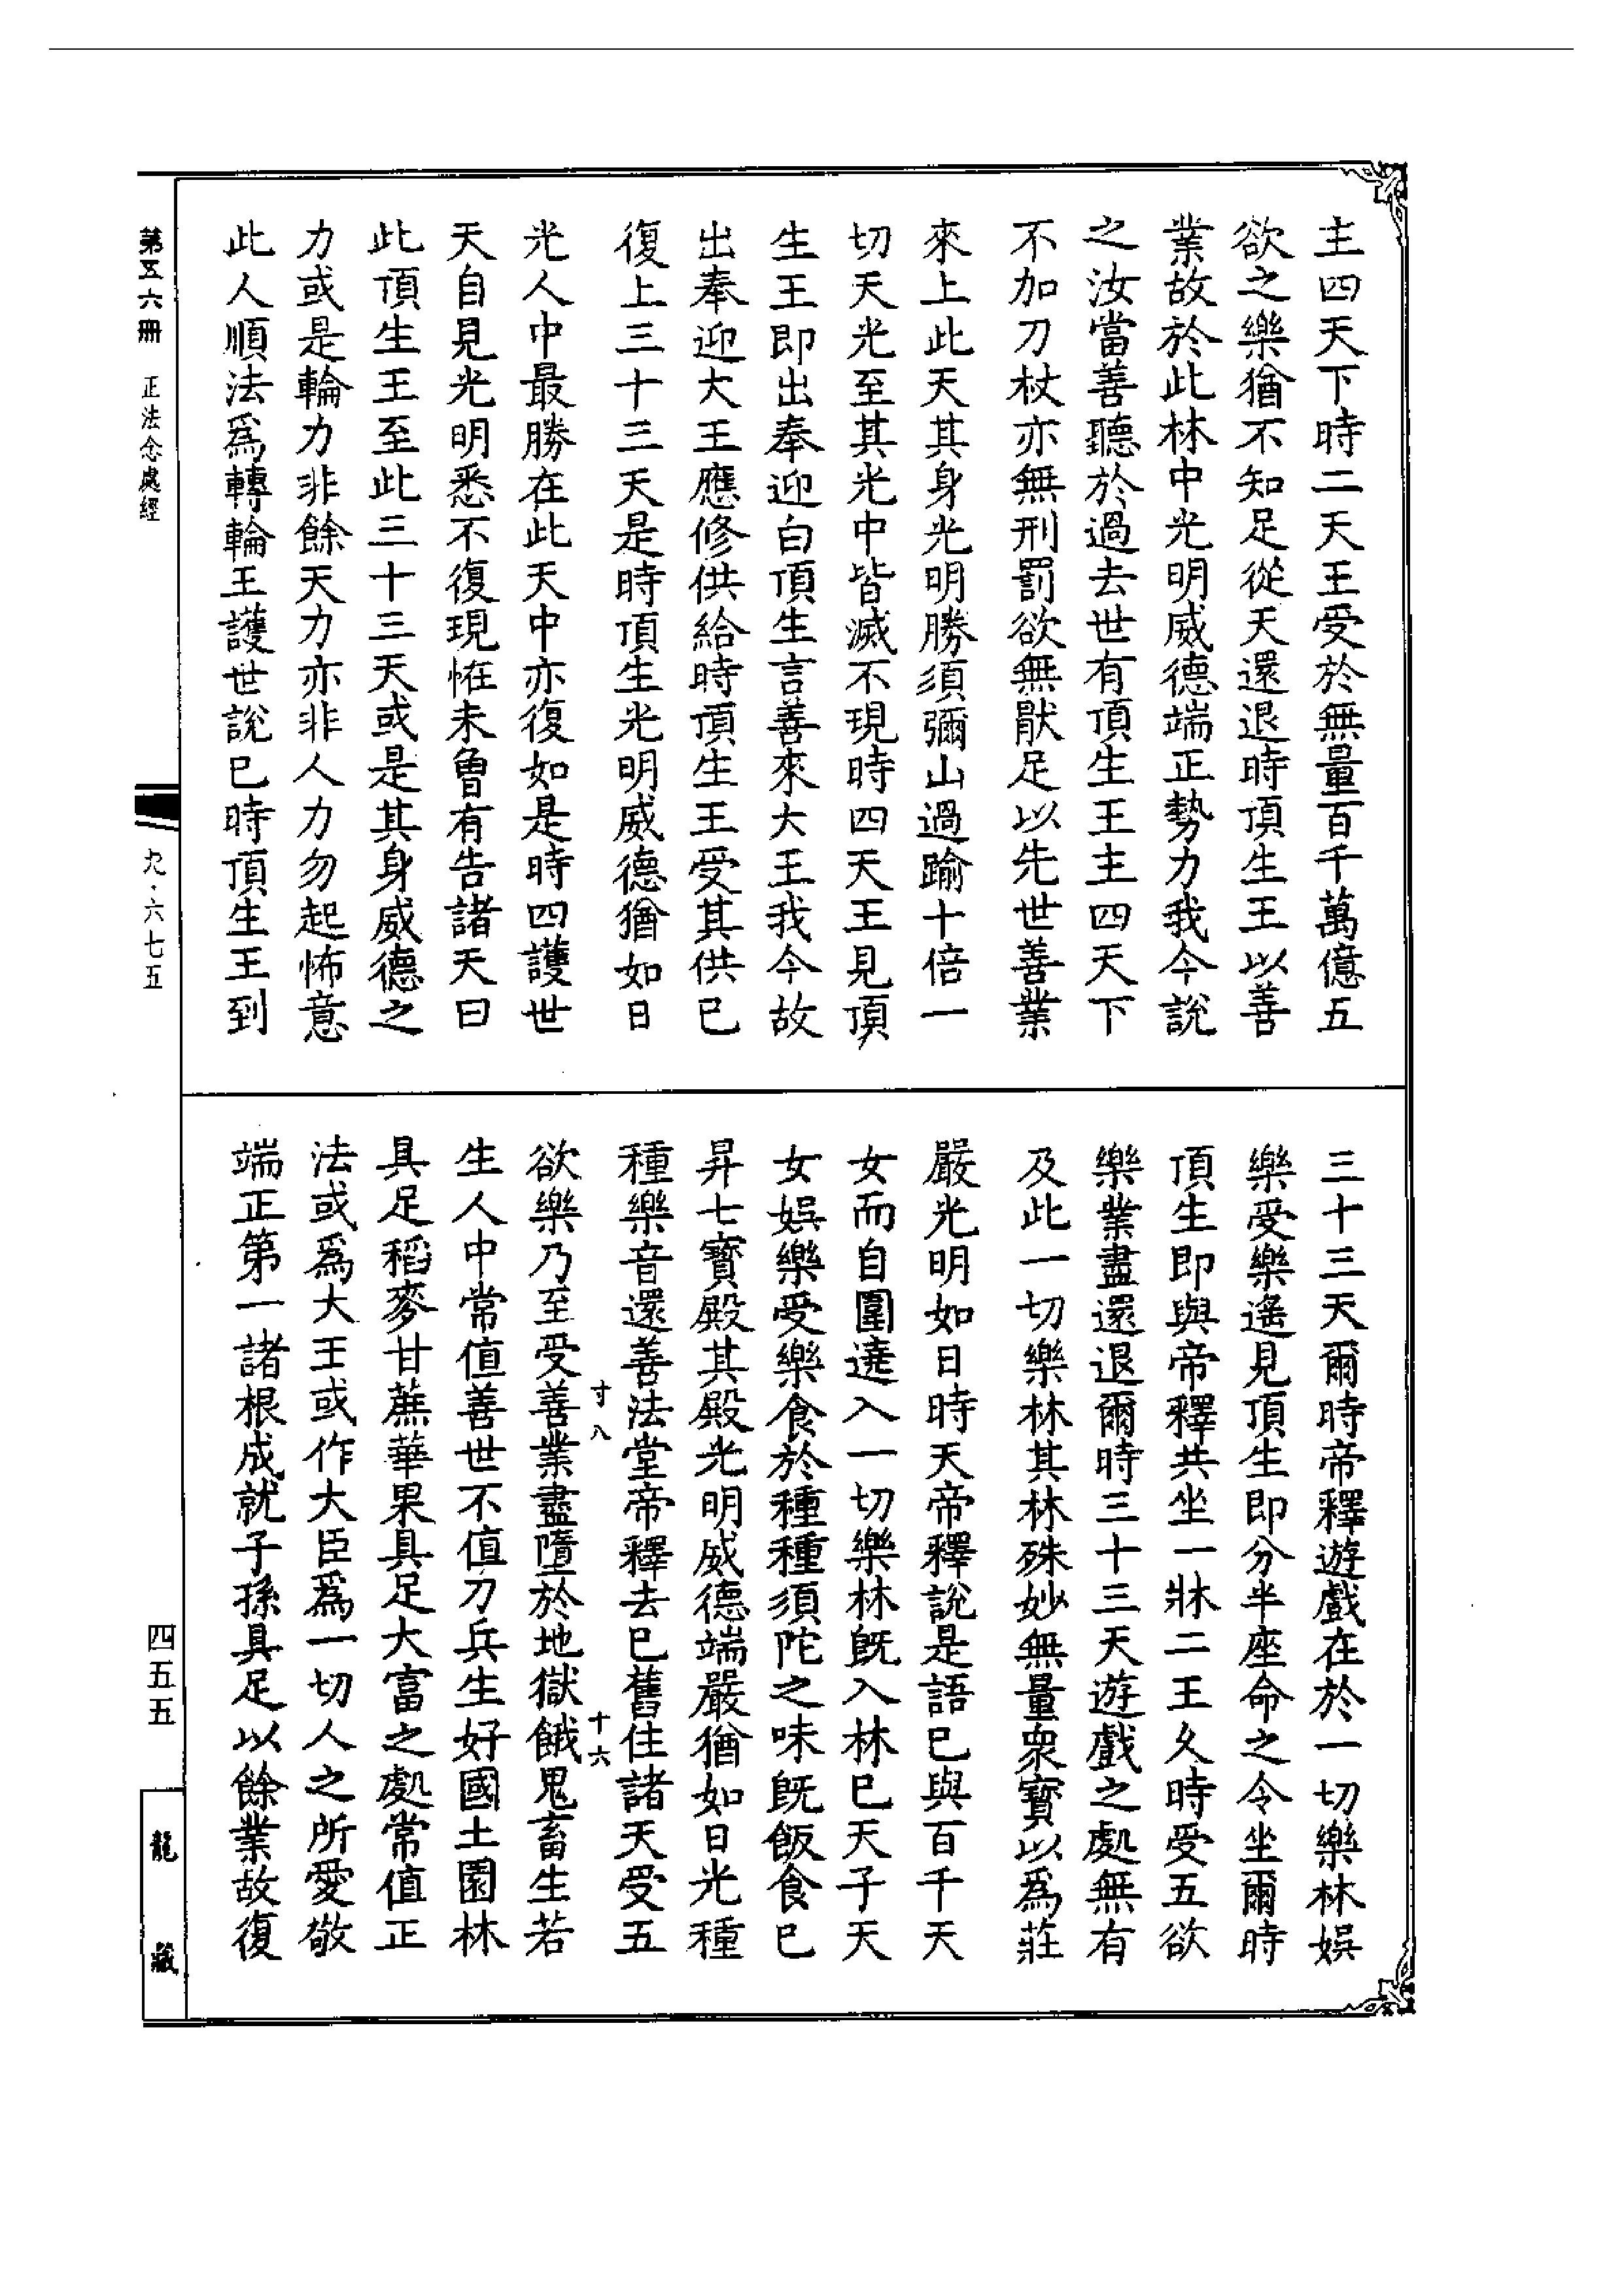 主四天下時二天王受於無量百千萬億五
欲之樂猶不知足從天還退時頂生王以善
業故於此林中光明威德端正勢力我今說
之汝當善聽於過去世有頂生王主四天下
不加刀杖亦無刑罰欲無猒足以先世善業
來上此天其身光明勝須彌山過踰十倍一
切天光至其光中皆滅不現時四天王見頂
生王即出奉迎白頂生言善來大王我今故
出奉迎大王應修供給時頂生王受其供已
復上三十三天是時頂生光明威德猶如日
光人中最勝在此天中亦復如是時四護世
天自見光明悉不復現恠未曾有告諸天曰
此頂生王至此三十三天或是其身威德之
力或是輪力非餘天力亦非人力勿起怖意
此人順法為轉輪王護世說已時頂生王到
三十三天爾時帝釋遊戲在於一切樂林娛
樂受樂遙見頂生即分半座命之令坐爾時
頂生即與帝釋共坐一牀二王久時受五欲
樂業盡還退爾時三十三天遊戲之處無有
及此一切樂林其林殊妙無量衆寶以為莊
嚴光明如日時天帝釋說是語已與百千天
女而自圍遶入一切樂林旣入林已天子天
女娛樂受樂食於種種須陀之味旣飯食已
昇七寶殿其殿光明威德端嚴猶如日光種
種樂音還善法堂帝釋去已舊住諸天受五
寸八
十六
欲樂乃至受善業盡墮於地獄餓鬼畜生若
生人中常值善世不值刀兵生好國土園林
具足稻麥甘蔗華果具足大富之處常值正
法或為大王或作大臣為一切人之所愛敬
端正第一諸根成就子孫具足以餘業故復
第五六冊
正法念處經
九·六七五
四五五
龍藏